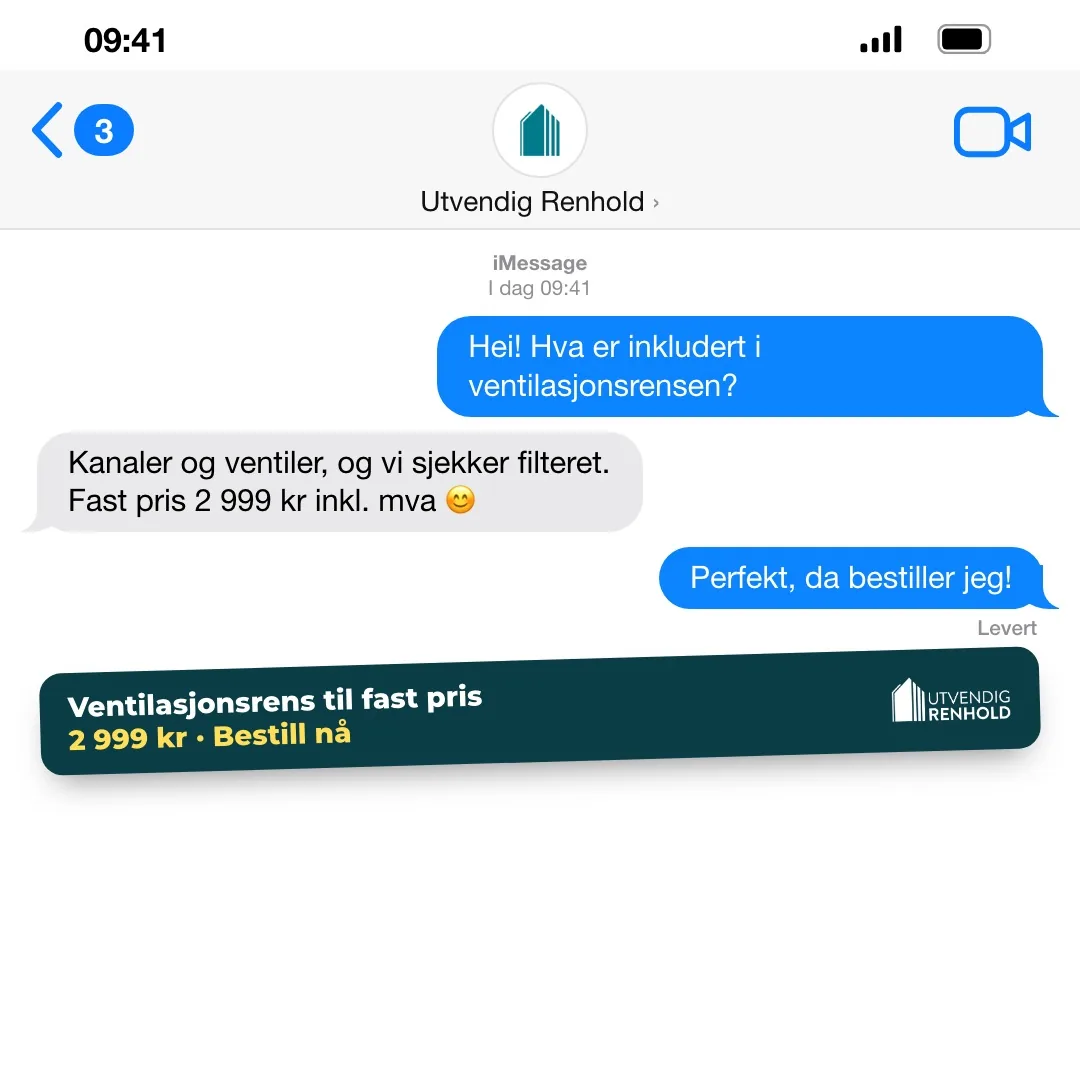 09:41
3
Utvendig Renhold ›
iMessage
I dag 09:41
Hei! Hva er inkludert i
ventilasjonsrensen?
Kanaler og ventiler, og vi sjekker filteret.
Fast pris 2 999 kr inkl. mva 😊
Perfekt, da bestiller jeg!
Levert
Ventilasjonsrens til fast pris
2 999 kr · Bestill nå
UTVENDIG
RENHOLD